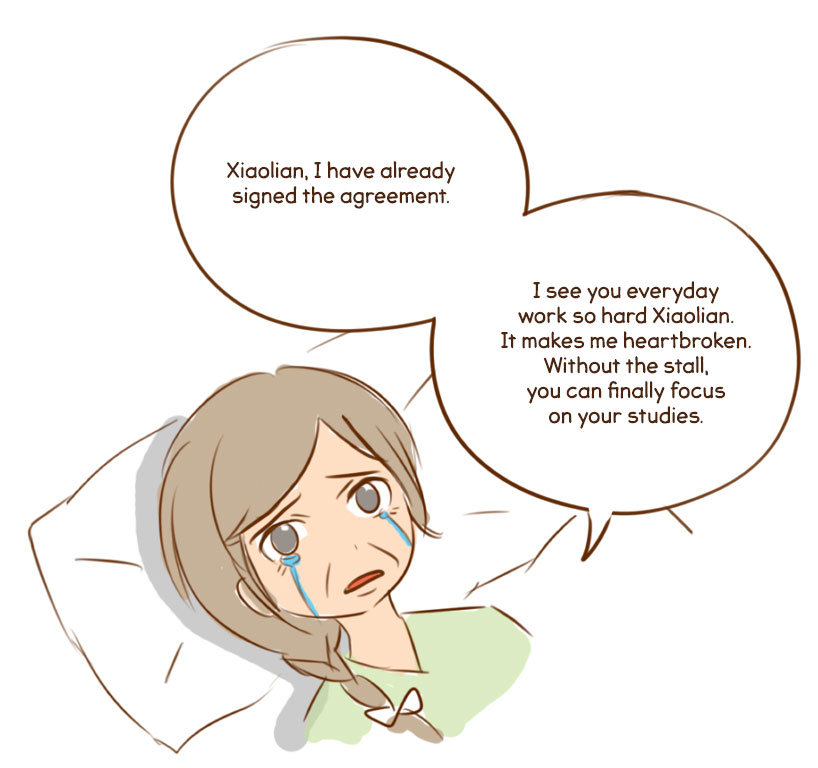 Xiaolian, I have already
signed the agreement.
I see you everyday
work so hard Xiaolian.
It makes me heartbroken.
Without the stall,
you can finally focus
on your studies.